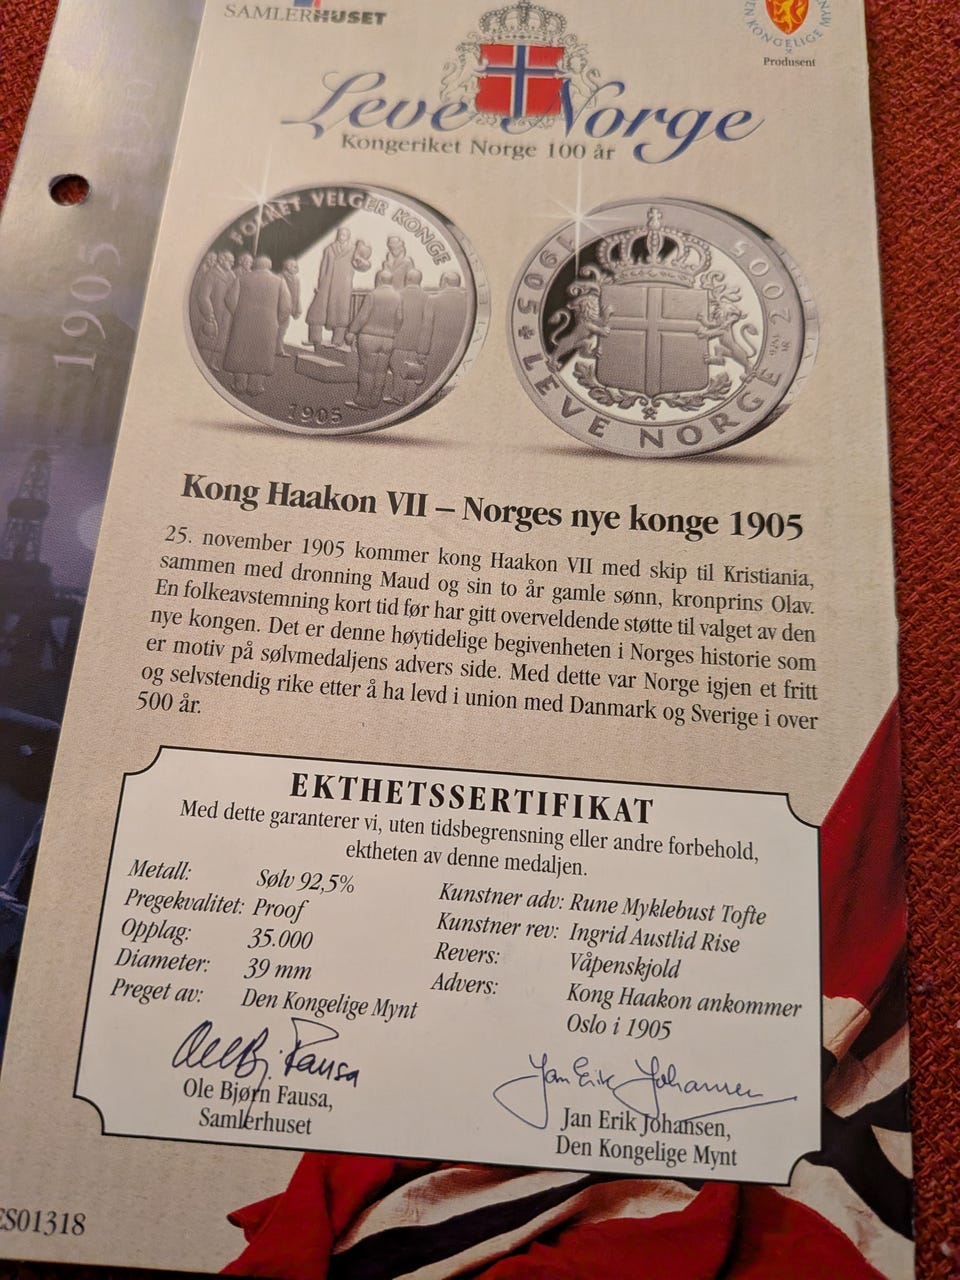 SAMLERHUSET
DEN KONGELIGE MYNT
Produsent
Leve Norge
Kongeriket Norge 100 år
1905
FOLKET VELGER KONGE
1905
1905 2005
LEVE NORGE
Kong Haakon VII – Norges nye konge 1905
25. november 1905 kommer kong Haakon VII med skip til Kristiania,
sammen med dronning Maud og sin to år gamle sønn, kronprins Olav.
En folkeavstemning kort tid før har gitt overveldende støtte til valget av den
nye kongen. Det er denne høytidelige begivenheten i Norges historie som
er motiv på sølvmedaljens advers side. Med dette var Norge igjen et fritt
og selvstendig rike etter å ha levd i union med Danmark og Sverige i over
500 år.
EKTHETSSERTIFIKAT
Med dette garanterer vi, uten tidsbegrensning eller andre forbehold,
ektheten av denne medaljen.
Metall: Sølv 92,5%
Pregekvalitet: Proof
Opplag: 35.000
Diameter: 39 mm
Preget av: Den Kongelige Mynt
Kunstner adv: Rune Myklebust Tofte
Kunstner rev: Ingrid Austlid Rise
Revers: Våpenskjold
Advers: Kong Haakon ankommer
Oslo i 1905
Ole Bj. Fausa
Ole Bjørn Fausa,
Samlerhuset
Jan Erik Johansen
Jan Erik Johansen,
Den Kongelige Mynt
ES01318